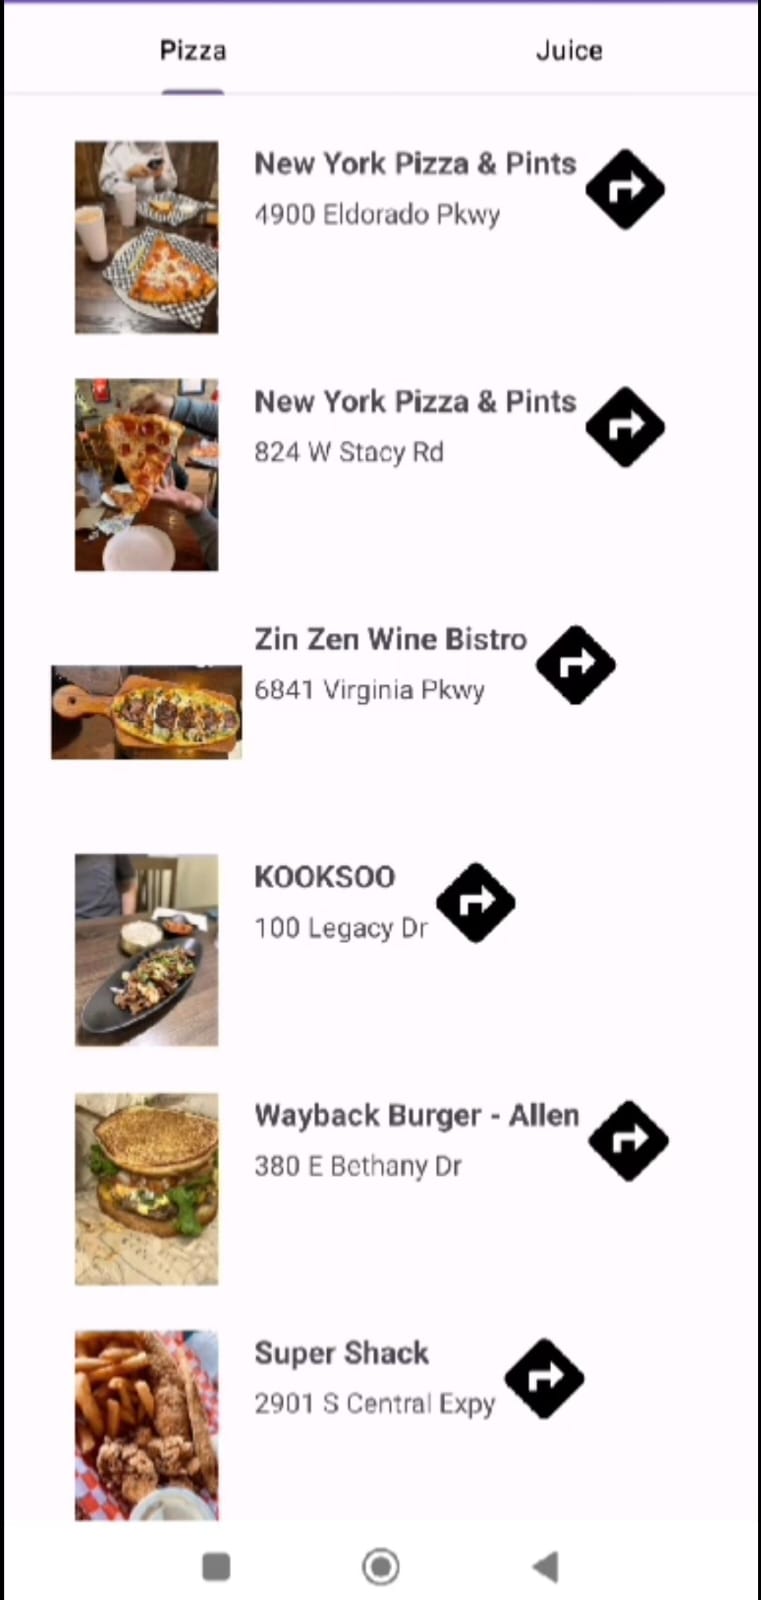 Pizza
Juice
New York Pizza & Pints
4900 Eldorado Pkwy
New York Pizza & Pints
824 W Stacy Rd
Zin Zen Wine Bistro
6841 Virginia Pkwy
KOOKSOO
100 Legacy Dr
Wayback Burger - Allen
380 E Bethany Dr
Super Shack
2901 S Central Expy